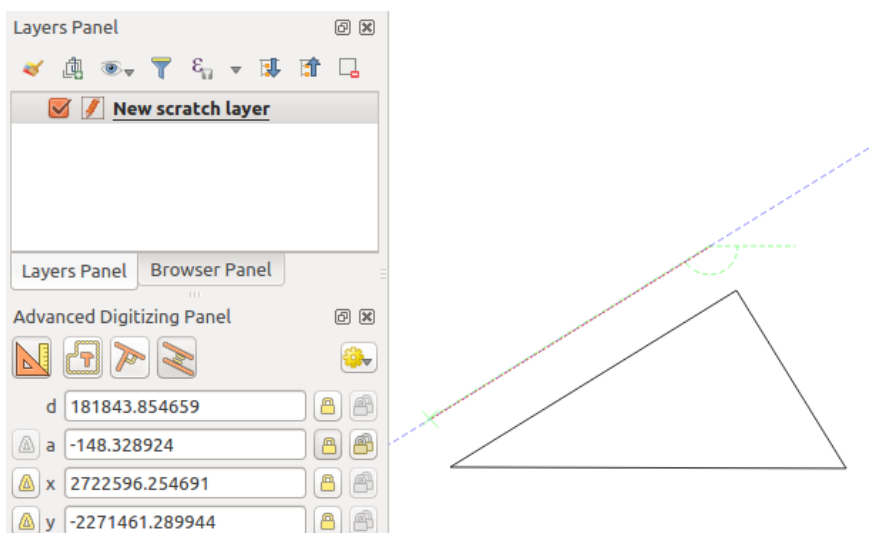 Layers Panel
New scratch layer
Layers Panel Browser Panel
Advanced Digitizing Panel
d 181843.854659
a -148.328924
x 2722596.254691
y -2271461.289944